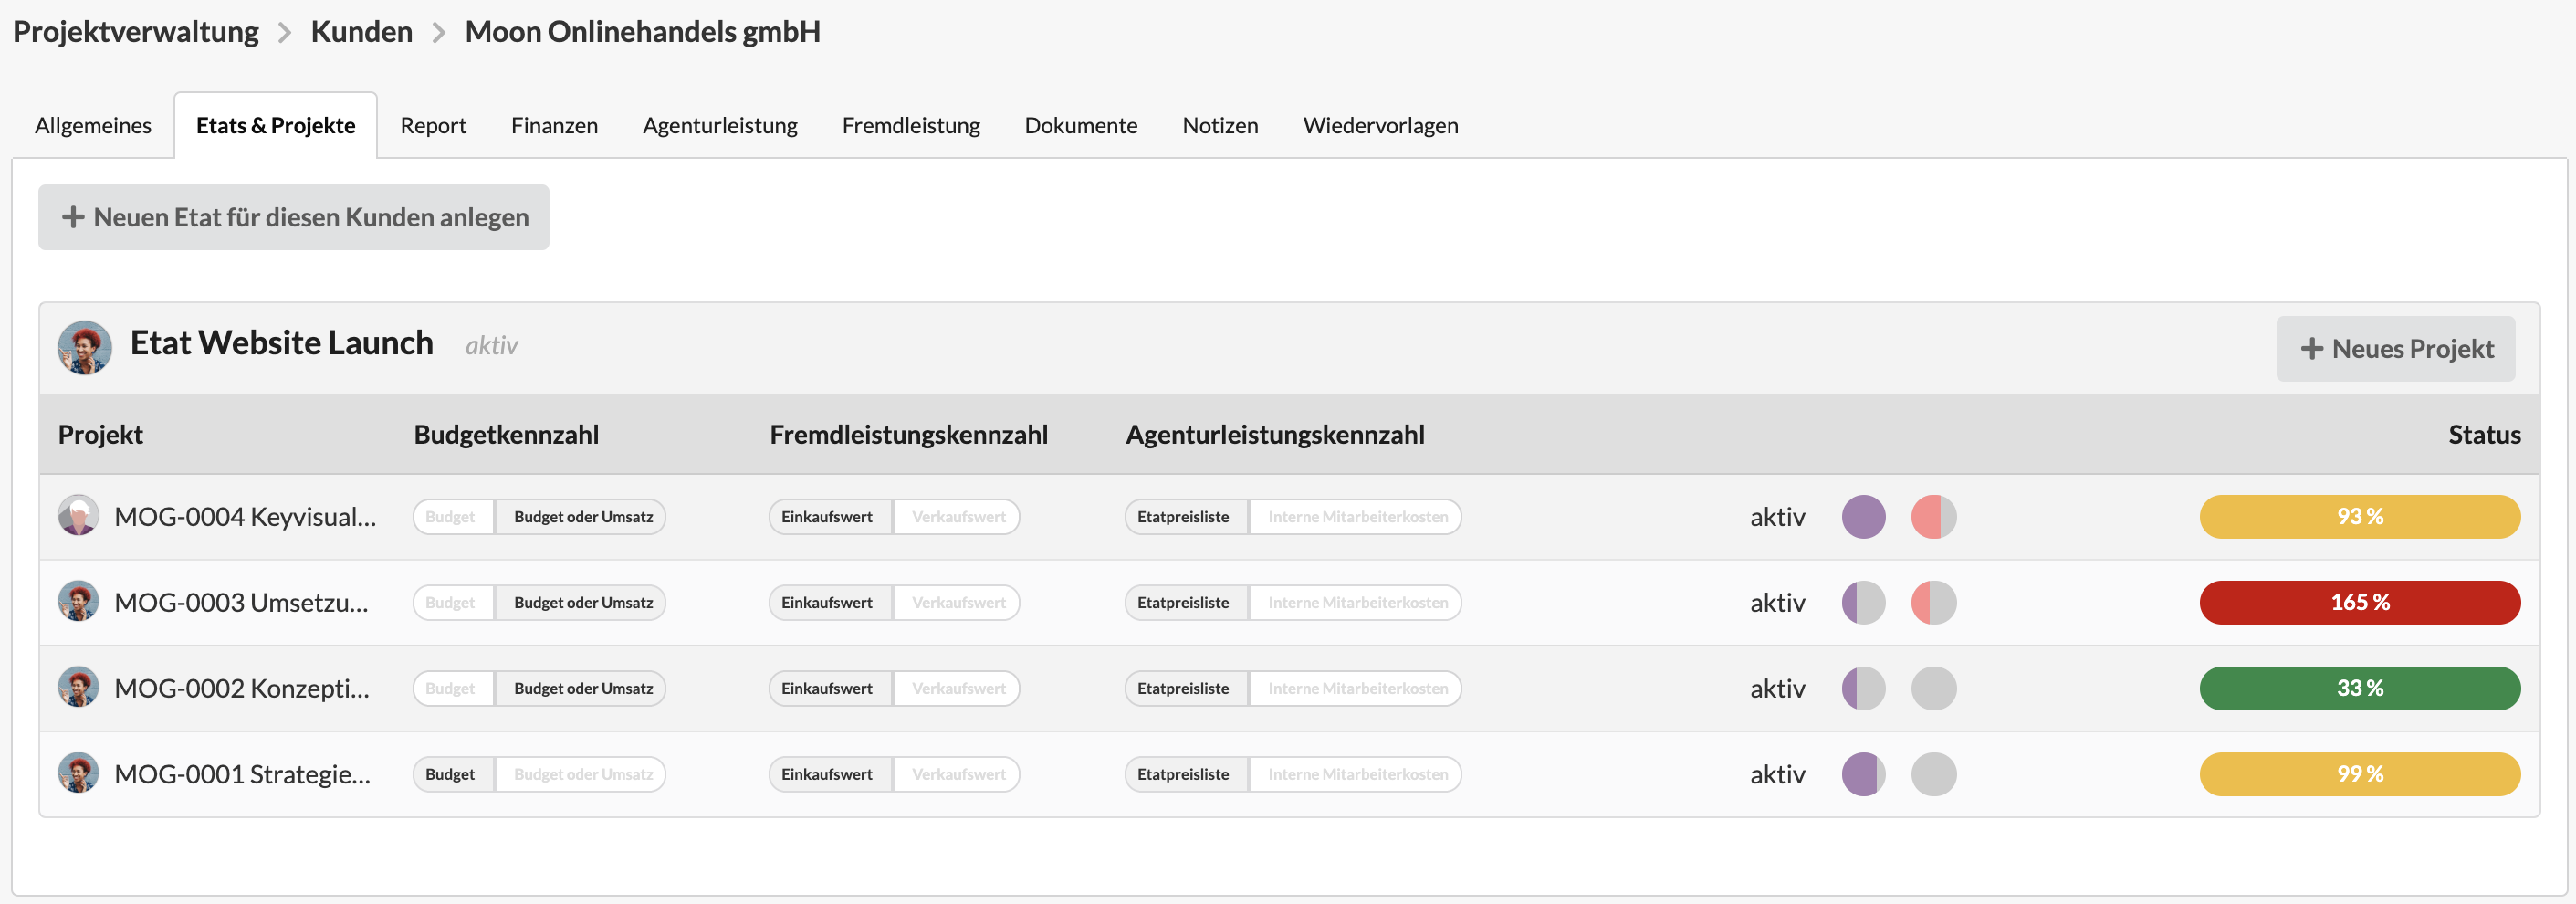 Projektverwaltung > Kunden > Moon Onlinehandels gmbH
Allgemeines Etats & Projekte Report Finanzen Agenturleistung Fremdleistung Dokumente Notizen Wiedervorlagen
+ Neuen Etat für diesen Kunden anlegen
Etat Website Launch aktiv + Neues Projekt
Projekt Budgetkennzahl Fremdleistungskennzahl Agenturleistungskennzahl Status
MOG-0004 Keyvisual... Budget Budget oder Umsatz Einkaufswert Verkaufswert Etatpreisliste Interne Mitarbeiterkosten aktiv 93 %
MOG-0003 Umsetzu... Budget Budget oder Umsatz Einkaufswert Verkaufswert Etatpreisliste Interne Mitarbeiterkosten aktiv 165 %
MOG-0002 Konzepti... Budget Budget oder Umsatz Einkaufswert Verkaufswert Etatpreisliste Interne Mitarbeiterkosten aktiv 33 %
MOG-0001 Strategie... Budget Budget oder Umsatz Einkaufswert Verkaufswert Etatpreisliste Interne Mitarbeiterkosten aktiv 99 %